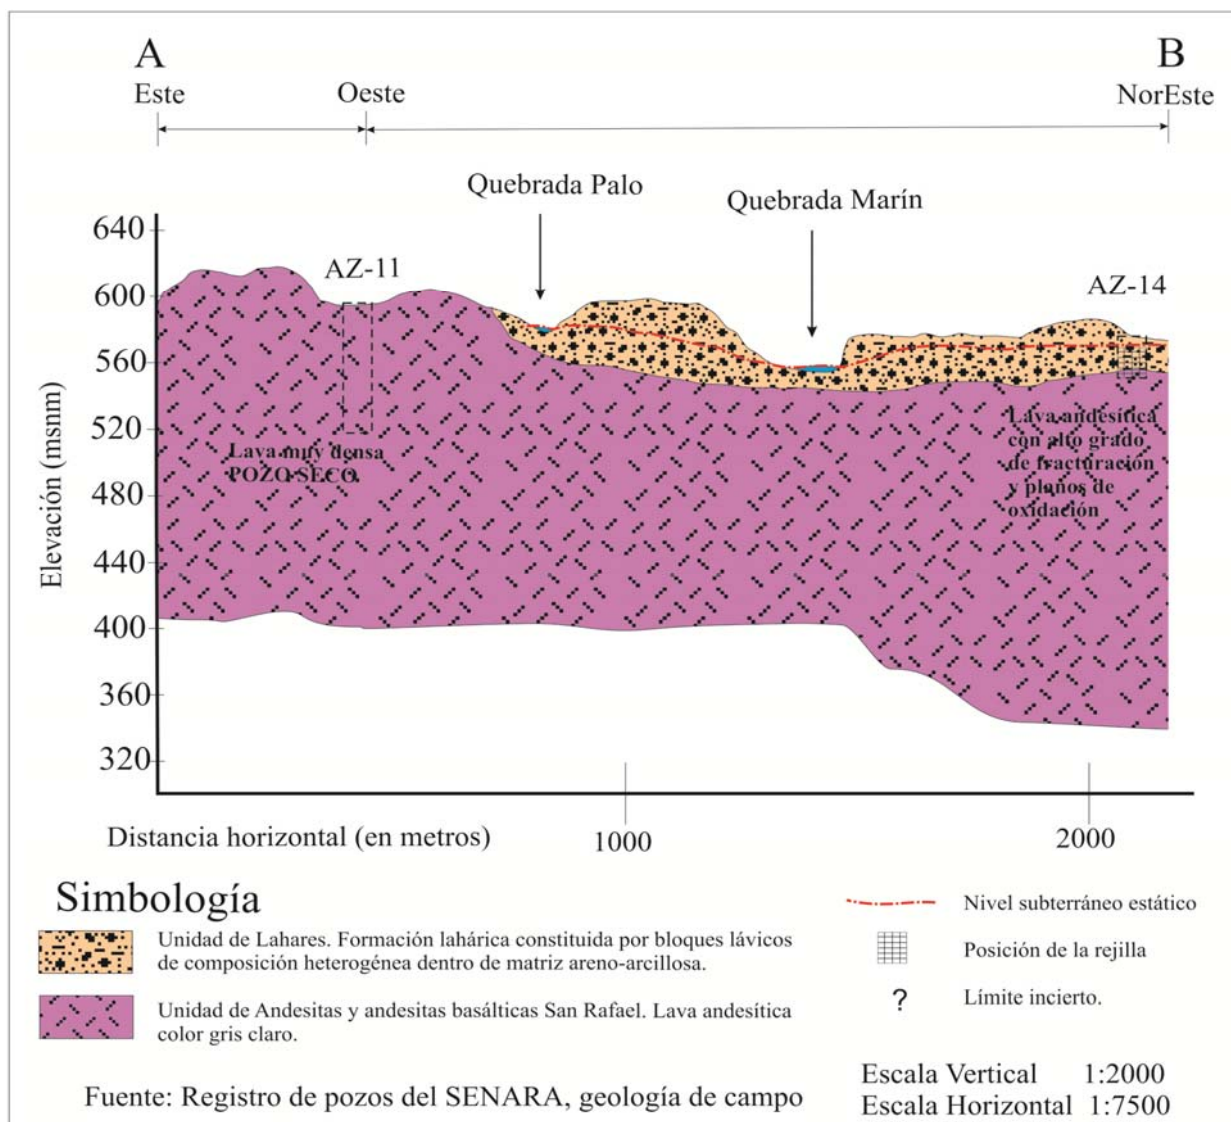 A
B
Este
Oeste
NorEste
Quebrada Palo
Quebrada Marín
AZ-11
AZ-14
640
600
560
520
480
440
400
360
320
Elevación (msnm)
Lava muy densa
POZO SECO
Lava andesítica
con alto grado
de fracturación
y planos de
oxidación
Distancia horizontal (en metros)
1000
2000
Simbología
Unidad de Lahares. Formación lahárica constituida por bloques lávicos
de composición heterogénea dentro de matriz areno-arcillosa.
Unidad de Andesitas y andesitas basálticas San Rafael. Lava andesítica
color gris claro.
Nivel subterráneo estático
Posición de la rejilla
? Límite incierto.
Fuente: Registro de pozos del SENARA, geología de campo
Escala Vertical 1:2000
Escala Horizontal 1:7500